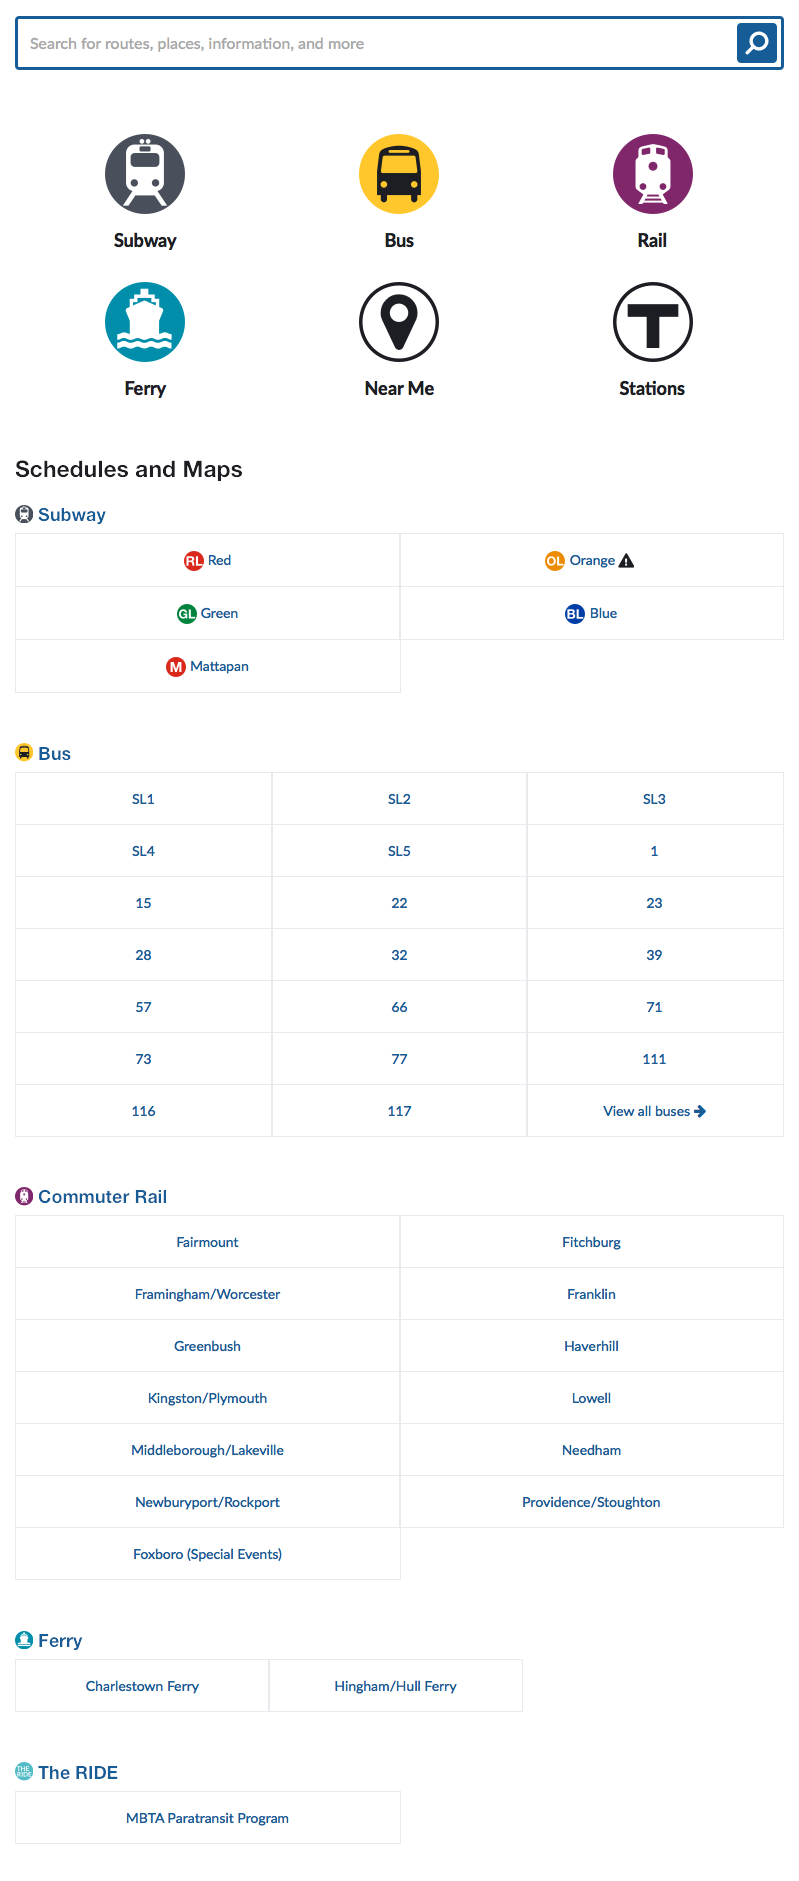 Search for routes, places, information, and more
Subway Bus Rail
T
Ferry Near Me Stations
Schedules and Maps
Subway
RL Red OL Orange
GL Green BL Blue
M Mattapan
Bus
SL1 SL2 SL3
SL4 SL5 1
15 22 23
28 32 39
57 66 71
73 77 111
116 117 View all buses
Commuter Rail
Fairmount Fitchburg
Framingham/Worcester Franklin
Greenbush Haverhill
Kingston/Plymouth Lowell
Middleborough/Lakeville Needham
Newburyport/Rockport Providence/Stoughton
Foxboro (Special Events)
Ferry
Charlestown Ferry Hingham/Hull Ferry
THE RIDE The RIDE
MBTA Paratransit Program